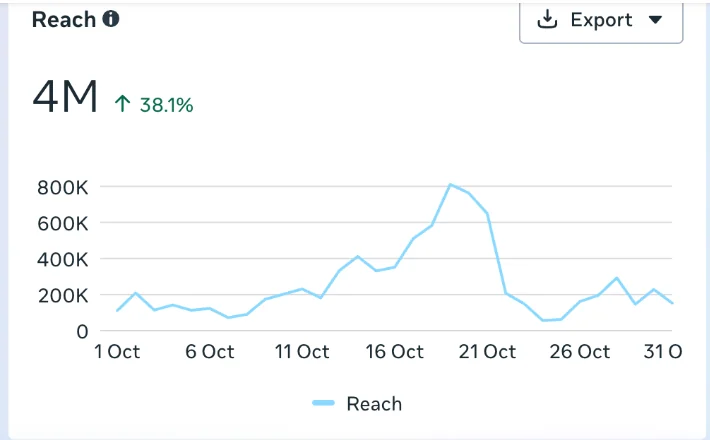 Reach
Export
4M ↑ 38.1%
800K
600K
400K
200K
0
1 Oct 6 Oct 11 Oct 16 Oct 21 Oct 26 Oct 31 O
Reach